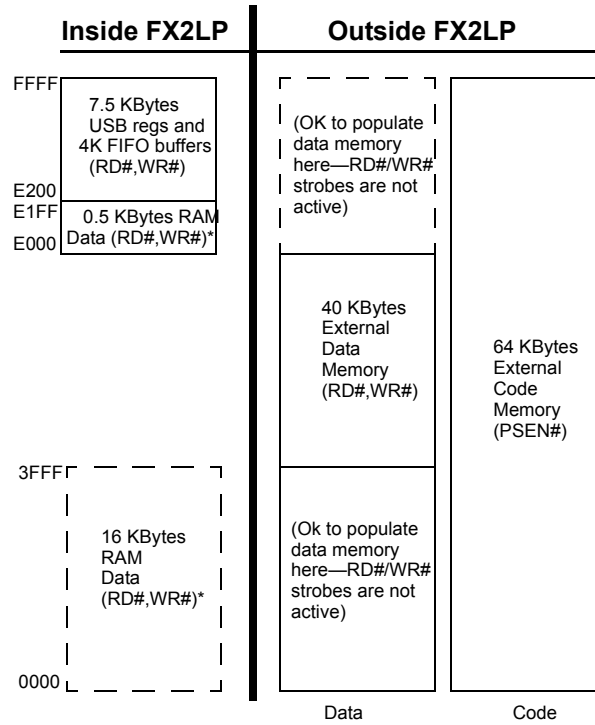 Inside FX2LP
Outside FX2LP
FFFF
7.5 KBytes
USB regs and
4K FIFO buffers
(RD#,WR#)
E200
E1FF
0.5 KBytes RAM
Data (RD#,WR#)*
E000
(OK to populate
data memory
here—RD#/WR#
strobes are not
active)
40 KBytes
External
Data
Memory
(RD#,WR#)
64 KBytes
External
Code
Memory
(PSEN#)
3FFF
16 KBytes
RAM
Data
(RD#,WR#)*
(Ok to populate
data memory
here—RD#/WR#
strobes are not
active)
0000
Data
Code